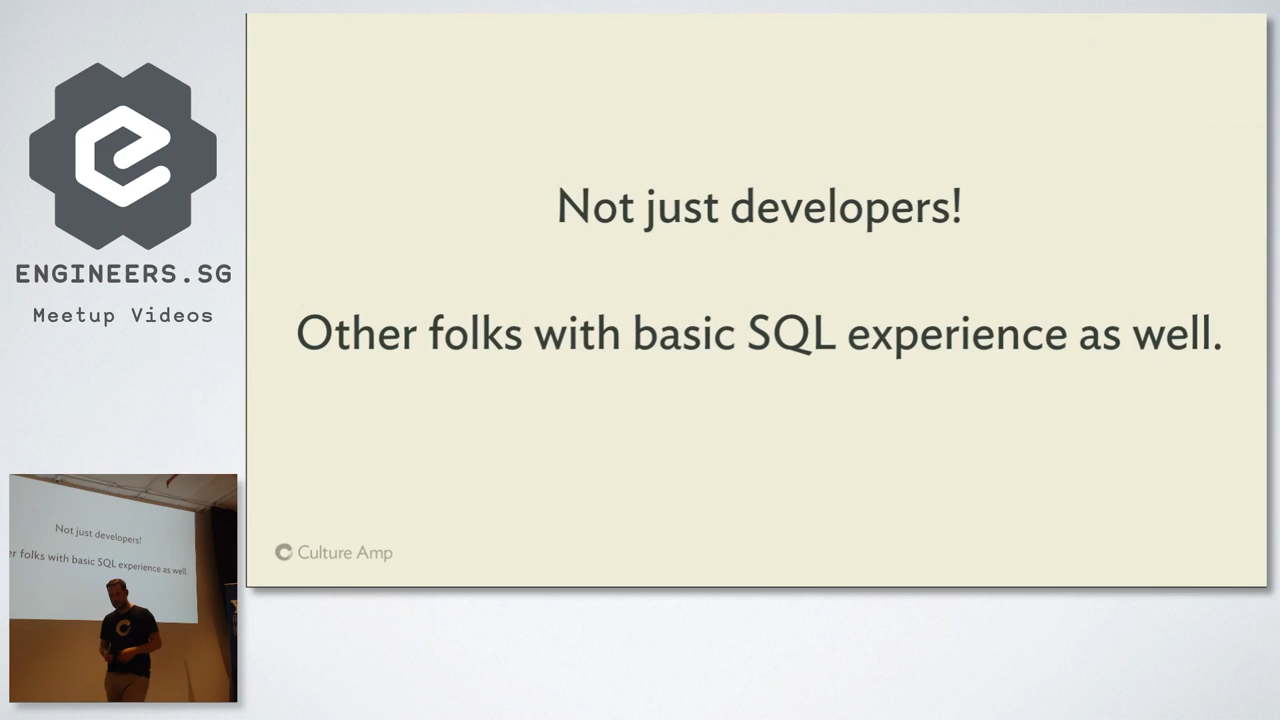 ENGINEERS.SG
Meetup Videos
Not just developers!
Other folks with basic SQL experience as well.
Culture Amp
Not just developers!
er folks with basic SQL experience as well.